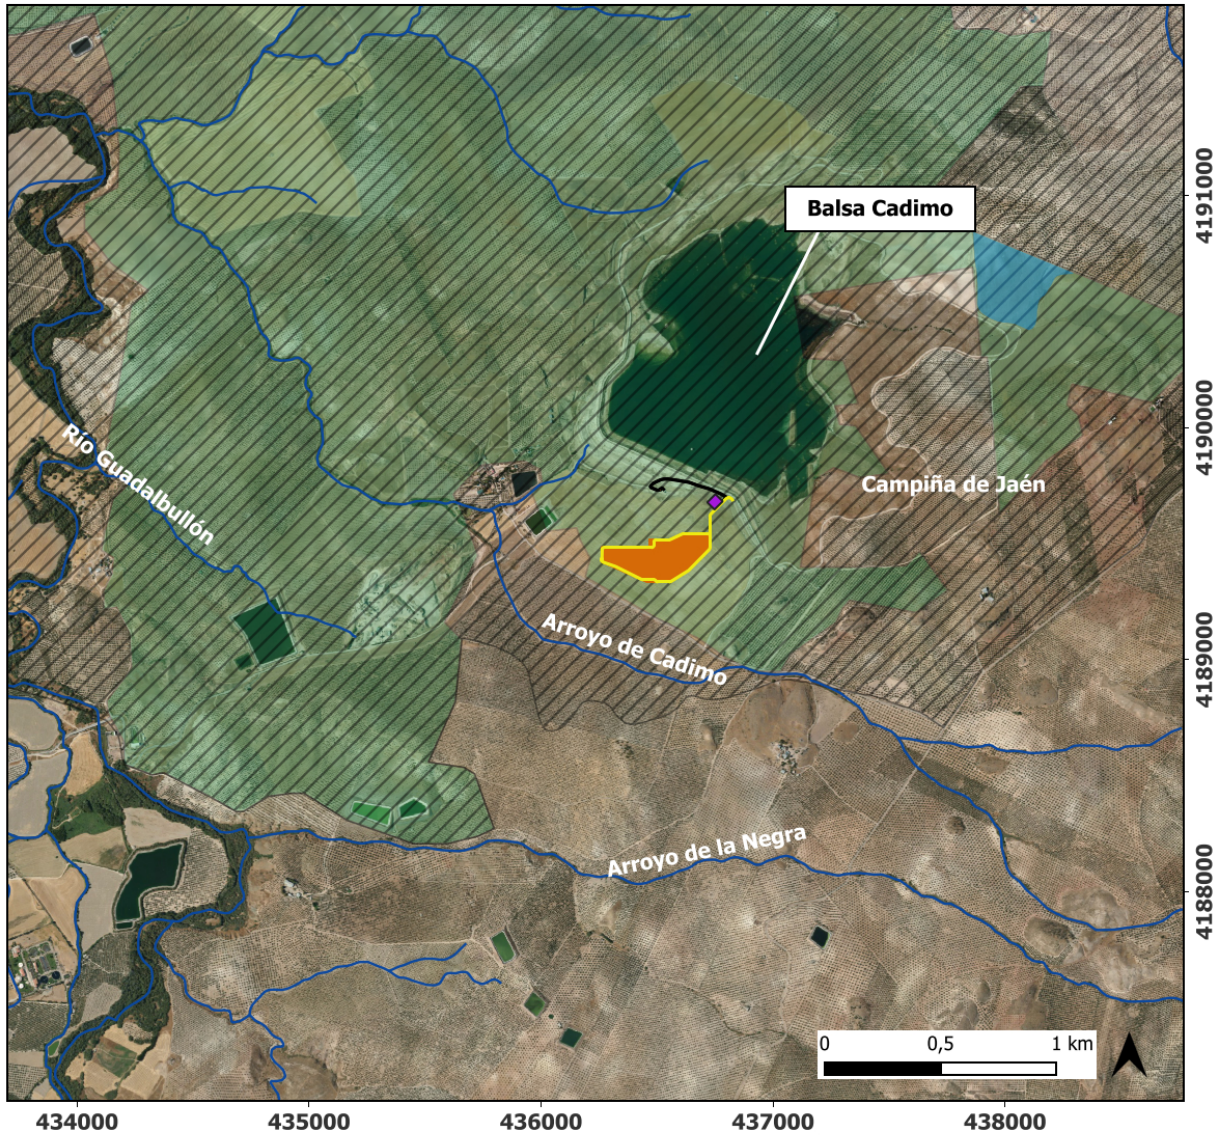 Balsa Cadimo
4191000
Río Guadalbullón
4190000
Campiña de Jaén
Arroyo de Cadimo
4189000
Arroyo de la Negra
4188000
0 0,5 1 km
434000 435000 436000 437000 438000